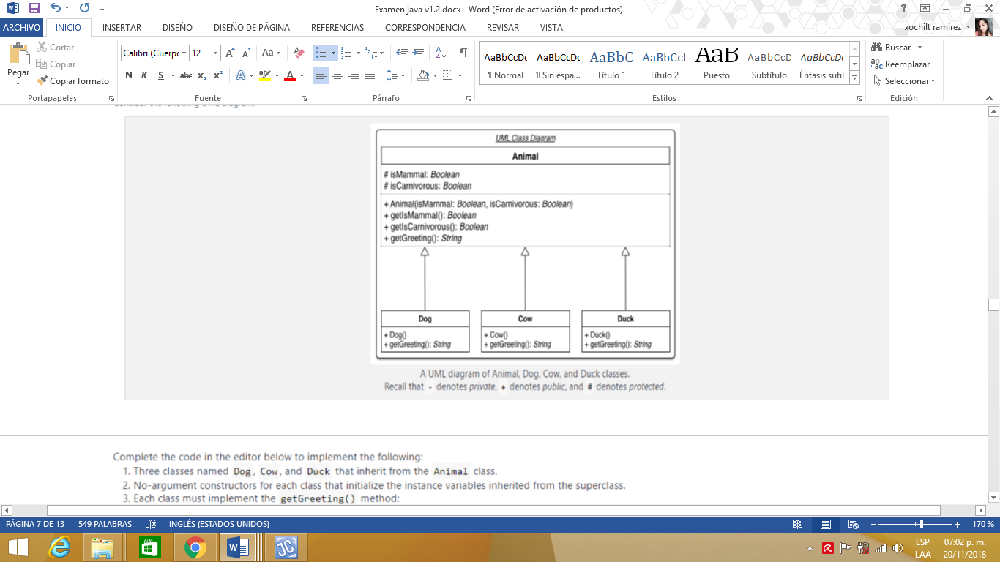 Examen java v1.2.docx - Word (Error de activación de productos)
ARCHIVO INICIO INSERTAR DISEÑO DISEÑO DE PÁGINA REFERENCIAS CORRESPONDENCIA REVISAR VISTA xochilt ramirez
Pegar
Cortar
Copiar
Copiar formato
Portapapeles
Calibri (Cuerpo 12
Aa
N K S abc x₂ x²
Fuente
Párrafo
AaBbCcDc AaBbCcDc AaBbC AaBbCcI AaB AaBbCcD AaBbCcDc
¶ Normal ¶ Sin espa... Título 1 Título 2 Puesto Subtítulo Énfasis sutil
Estilos
Buscar
Reemplazar
Seleccionar
Edición
Consider the following UML diagram:
UML Class Diagram
Animal
# isMammal: Boolean
# isCarnivorous: Boolean
+ Animal(isMammal: Boolean, isCarnivorous: Boolean)
+ getIsMammal(): Boolean
+ getIsCarnivorous(): Boolean
+ getGreeting(): String
Dog
+ Dog()
+ getGreeting(): String
Cow
+ Cow()
+ getGreeting(): String
Duck
+ Duck()
+ getGreeting(): String
A UML diagram of Animal, Dog, Cow, and Duck classes.
Recall that - denotes private, + denotes public, and # denotes protected.
Complete the code in the editor below to implement the following:
1. Three classes named Dog, Cow, and Duck that inherit from the Animal class.
2. No-argument constructors for each class that initialize the instance variables inherited from the superclass.
3. Each class must implement the getGreeting() method:
PÁGINA 7 DE 13 549 PALABRAS INGLÉS (ESTADOS UNIDOS) 170 %
ESP 07:02 p. m.
LAA 20/11/2018